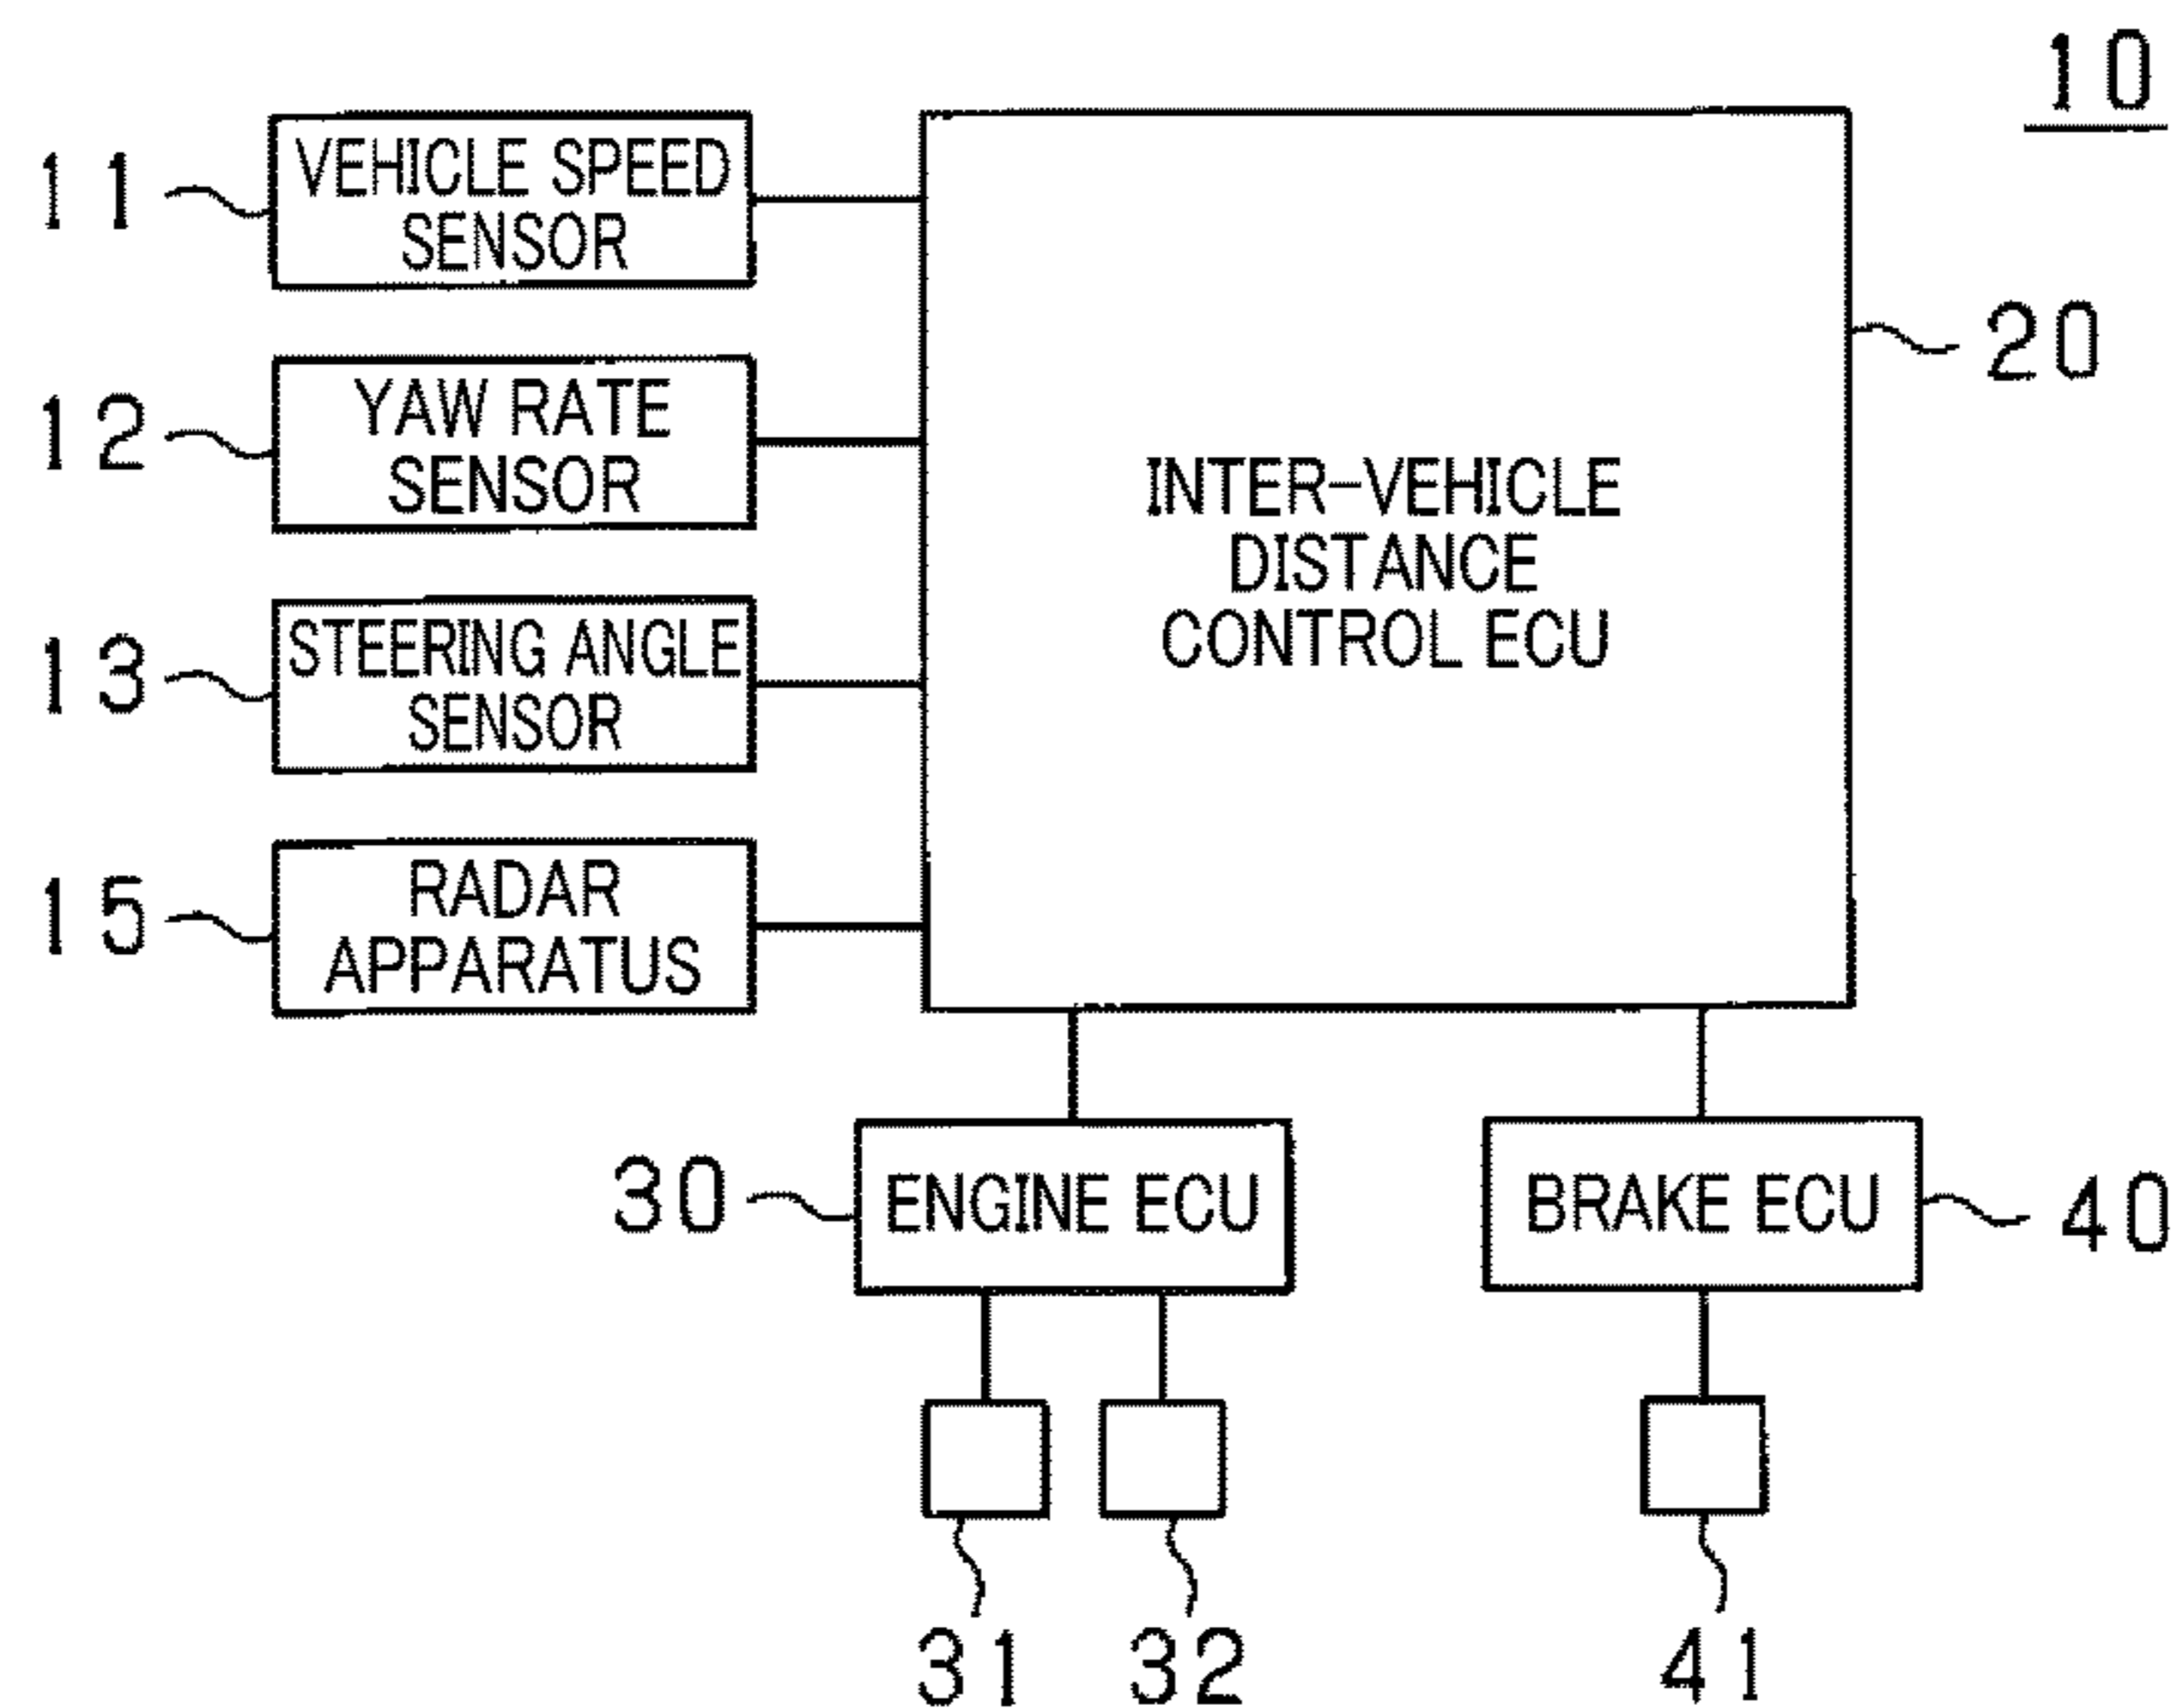 10
11
VEHICLE SPEED
SENSOR
12
YAW RATE
SENSOR
13
STEERING ANGLE
SENSOR
15
RADAR
APPARATUS
INTER-VEHICLE
DISTANCE
CONTROL ECU
20
30
ENGINE ECU
BRAKE ECU
40
31
32
41